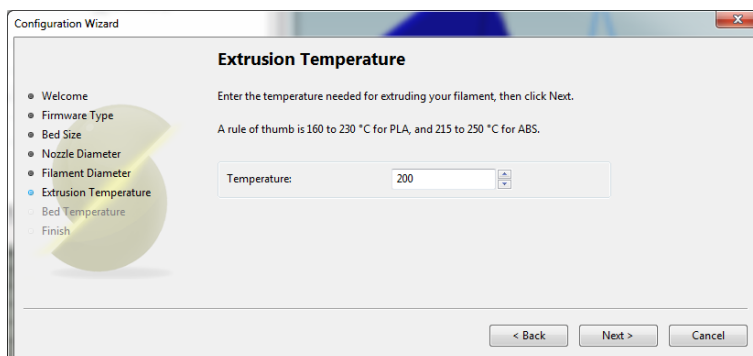 Configuration Wizard
Extrusion Temperature
Enter the temperature needed for extruding your filament, then click Next.
A rule of thumb is 160 to 230 °C for PLA, and 215 to 250 °C for ABS.
Welcome
Firmware Type
Bed Size
Nozzle Diameter
Filament Diameter
Extrusion Temperature
Bed Temperature
Finish
Temperature: 200
< Back Next > Cancel